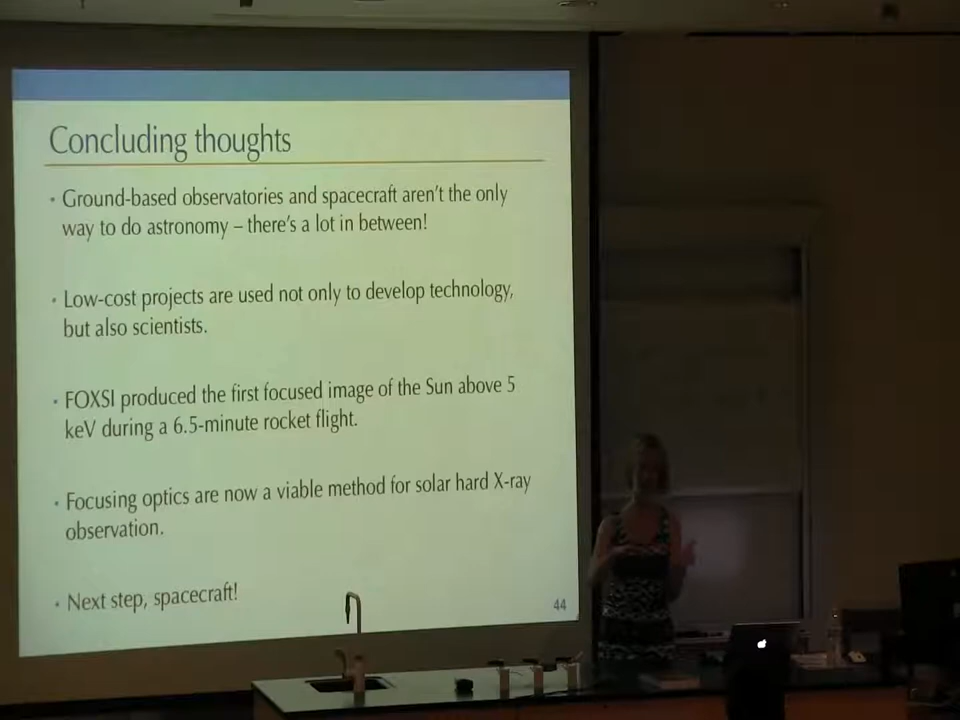 Concluding thoughts
• Ground-based observatories and spacecraft aren't the only
way to do astronomy – there's a lot in between!
• Low-cost projects are used not only to develop technology,
but also scientists.
• FOXSI produced the first focused image of the Sun above 5
keV during a 6.5-minute rocket flight.
• Focusing optics are now a viable method for solar hard X-ray
observation.
• Next step, spacecraft!
44